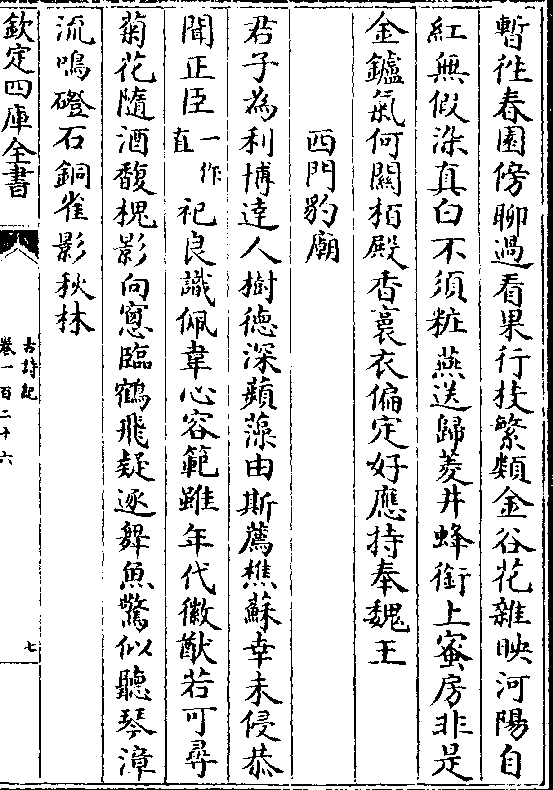 暫往春園傍聊過看果行枝繁類金谷花雜映河陽自
紅無假染真白不須粧燕送歸菱井蜂銜上蜜房非是
金鑪氣何關栢殿香裛衣偏定好應持奉魏王
西門豹廟
君子為利博達人樹德深蘋藻由斯薦樵蘇幸未侵恭
聞正臣一作直祀良識佩韋心容範雖年代徽猷若可尋
菊花隨酒馥槐影向窻臨鶴飛疑逐舞魚驚似聽琴漳
流鳴磴石銅雀影秋林
欽定四庫全書
古詩紀
卷一百二十六
七